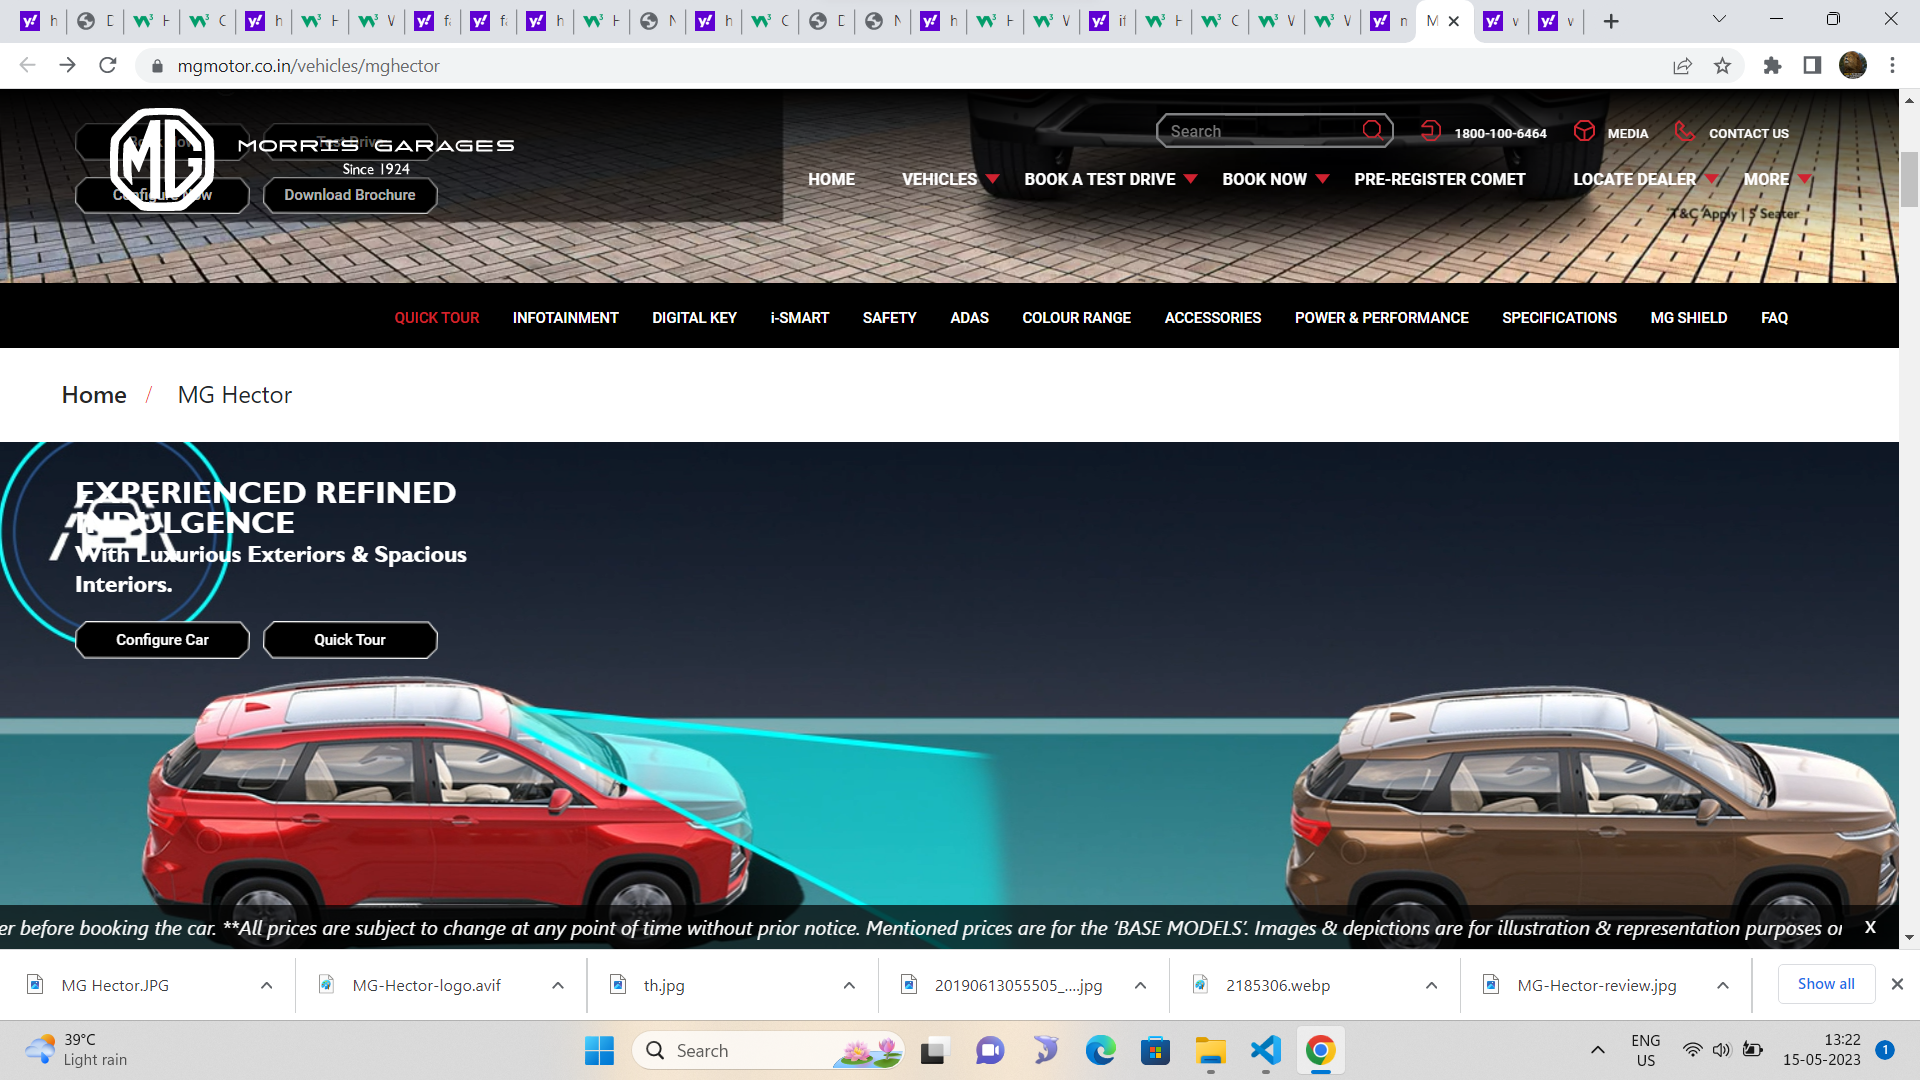 mgmotor.co.in/vehicles/mghector
MG
MORRIS GARAGES
Since 1924
Download Brochure
Search
1800-100-6464
MEDIA
CONTACT US
HOME
VEHICLES
BOOK A TEST DRIVE
BOOK NOW
PRE-REGISTER COMET
LOCATE DEALER
MORE
T&C Apply | 5 Seater
QUICK TOUR
INFOTAINMENT
DIGITAL KEY
i-SMART
SAFETY
ADAS
COLOUR RANGE
ACCESSORIES
POWER & PERFORMANCE
SPECIFICATIONS
MG SHIELD
FAQ
Home / MG Hector
EXPERIENCED REFINED
INDULGENCE
With Luxurious Exteriors & Spacious
Interiors.
Configure Car
Quick Tour
er before booking the car. **All prices are subject to change at any point of time without prior notice. Mentioned prices are for the ‘BASE MODELS’. Images & depictions are for illustration & representation purposes
X
MG Hector.JPG
MG-Hector-logo.avif
th.jpg
20190613055505_....jpg
2185306.webp
MG-Hector-review.jpg
Show all
39°C
Light rain
Search
ENG
US
13:22
15-05-2023
1